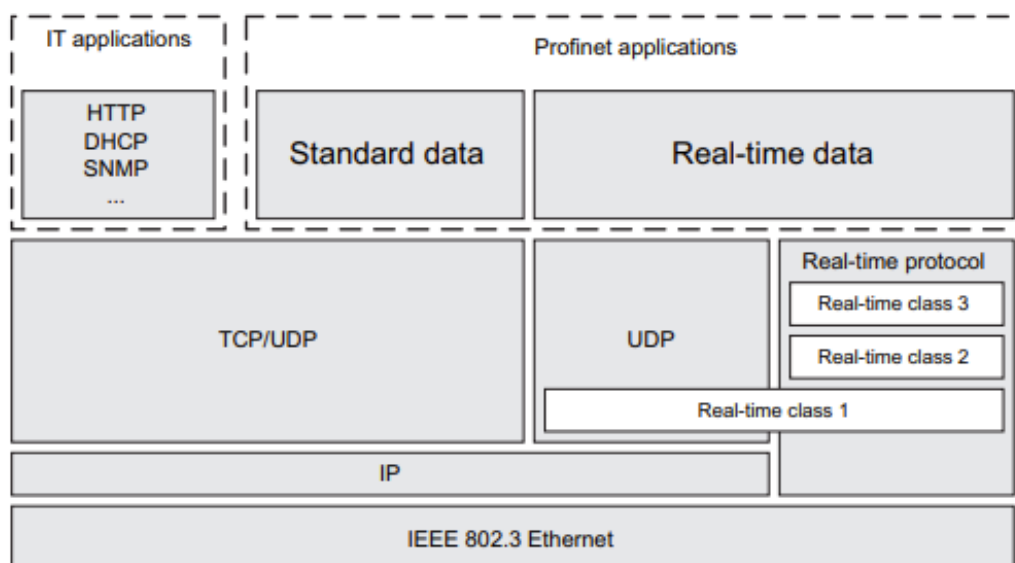 IT applications
Profinet applications
HTTP
DHCP
SNMP
...
Standard data
Real-time data
TCP/UDP
UDP
Real-time protocol
Real-time class 3
Real-time class 2
Real-time class 1
IP
IEEE 802.3 Ethernet